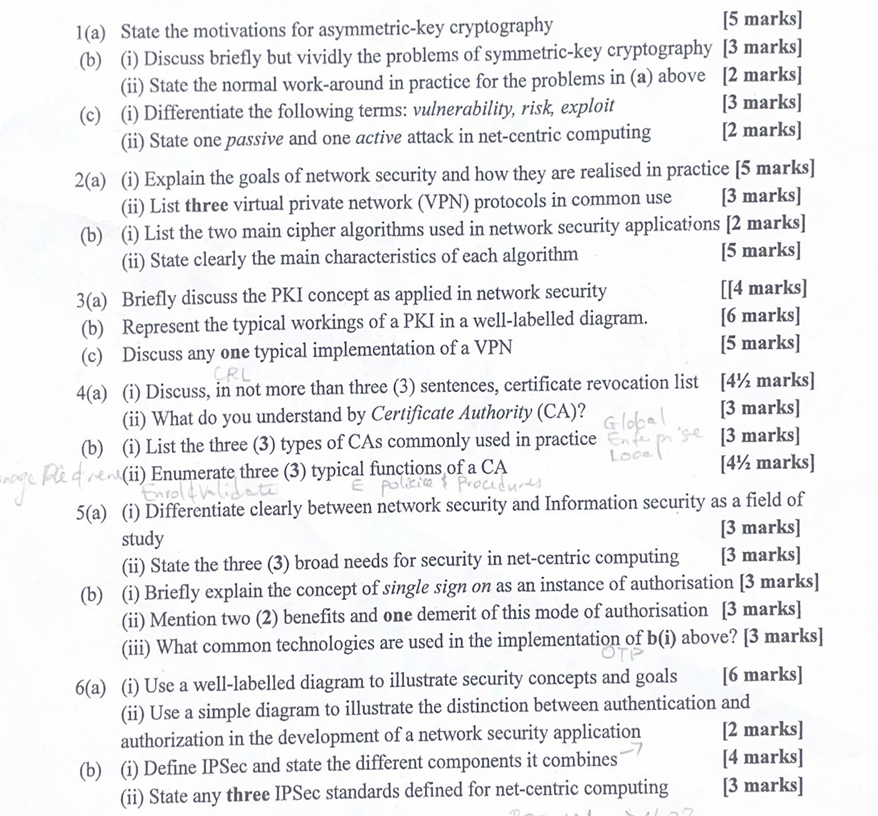 1(a) State the motivations for asymmetric-key cryptography [5 marks]
(b) (i) Discuss briefly but vividly the problems of symmetric-key cryptography [3 marks]
(ii) State the normal work-around in practice for the problems in (a) above [2 marks]
(c) (i) Differentiate the following terms: vulnerability, risk, exploit [3 marks]
(ii) State one passive and one active attack in net-centric computing [2 marks]
2(a) (i) Explain the goals of network security and how they are realised in practice [5 marks]
(ii) List three virtual private network (VPN) protocols in common use [3 marks]
(b) (i) List the two main cipher algorithms used in network security applications [2 marks]
(ii) State clearly the main characteristics of each algorithm [5 marks]
3(a) Briefly discuss the PKI concept as applied in network security [[4 marks]
(b) Represent the typical workings of a PKI in a well-labelled diagram. [6 marks]
(c) Discuss any one typical implementation of a VPN [5 marks]
CRL
4(a) (i) Discuss, in not more than three (3) sentences, certificate revocation list [4½ marks]
(ii) What do you understand by Certificate Authority (CA)? [3 marks]
Global
(b) (i) List the three (3) types of CAs commonly used in practice [3 marks]
Enterprise
Local
(ii) Enumerate three (3) typical functions of a CA [4½ marks]
Enrol & Validate E policies & Procedures
5(a) (i) Differentiate clearly between network security and Information security as a field of
study [3 marks]
(ii) State the three (3) broad needs for security in net-centric computing [3 marks]
(b) (i) Briefly explain the concept of single sign on as an instance of authorisation [3 marks]
(ii) Mention two (2) benefits and one demerit of this mode of authorisation [3 marks]
(iii) What common technologies are used in the implementation of b(i) above? [3 marks]
OTP
6(a) (i) Use a well-labelled diagram to illustrate security concepts and goals [6 marks]
(ii) Use a simple diagram to illustrate the distinction between authentication and
authorization in the development of a network security application [2 marks]
(b) (i) Define IPSec and state the different components it combines [4 marks]
(ii) State any three IPSec standards defined for net-centric computing [3 marks]